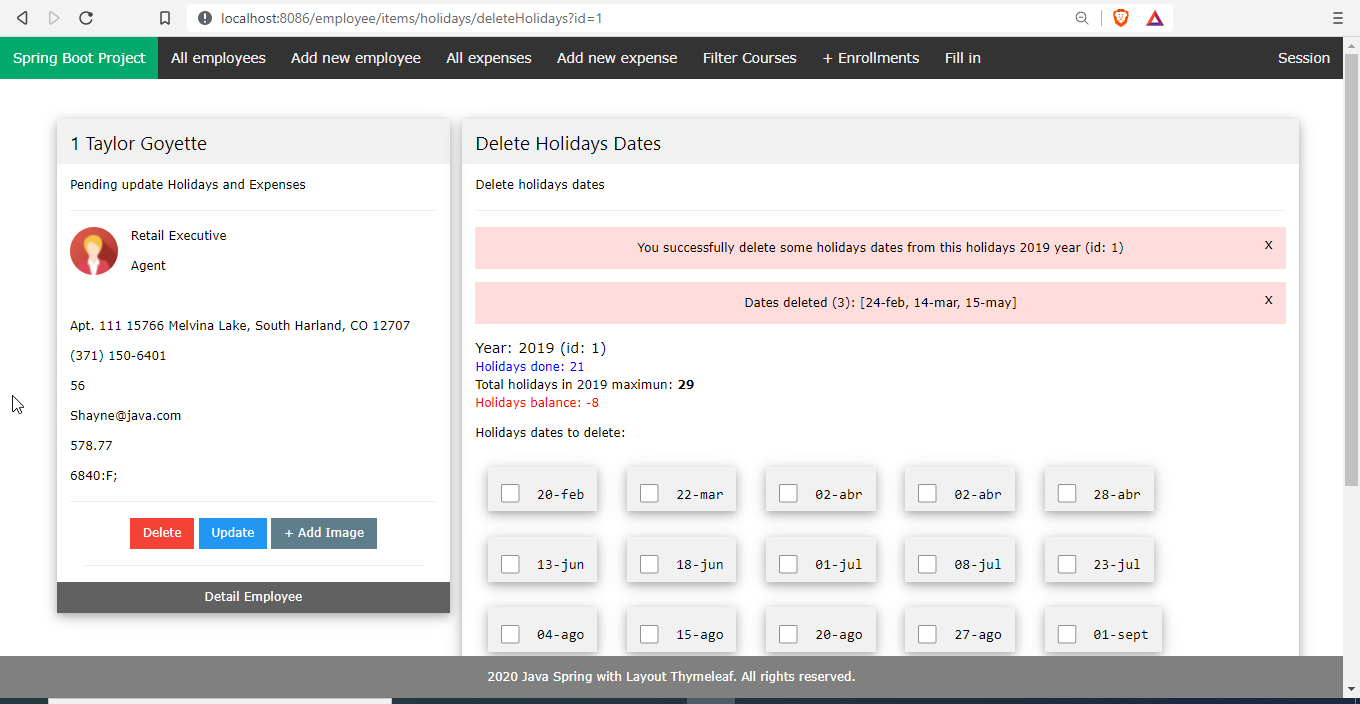 localhost:8086/employee/items/holidays/deleteHolidays?id=1
Spring Boot Project All employees Add new employee All expenses Add new expense Filter Courses + Enrollments Fill in Session
1 Taylor Goyette
Pending update Holidays and Expenses
Retail Executive
Agent
Apt. 111 15766 Melvina Lake, South Harland, CO 12707
(371) 150-6401
56
Shayne@java.com
578.77
6840:F;
Delete Update + Add Image
Detail Employee
Delete Holidays Dates
Delete holidays dates
You successfully delete some holidays dates from this holidays 2019 year (id: 1) X
Dates deleted (3): [24-feb, 14-mar, 15-may] X
Year: 2019 (id: 1)
Holidays done: 21
Total holidays in 2019 maximun: 29
Holidays balance: -8
Holidays dates to delete:
20-feb 22-mar 02-abr 02-abr 28-abr
13-jun 18-jun 01-jul 08-jul 23-jul
04-ago 15-ago 20-ago 27-ago 01-sept
2020 Java Spring with Layout Thymeleaf. All rights reserved.